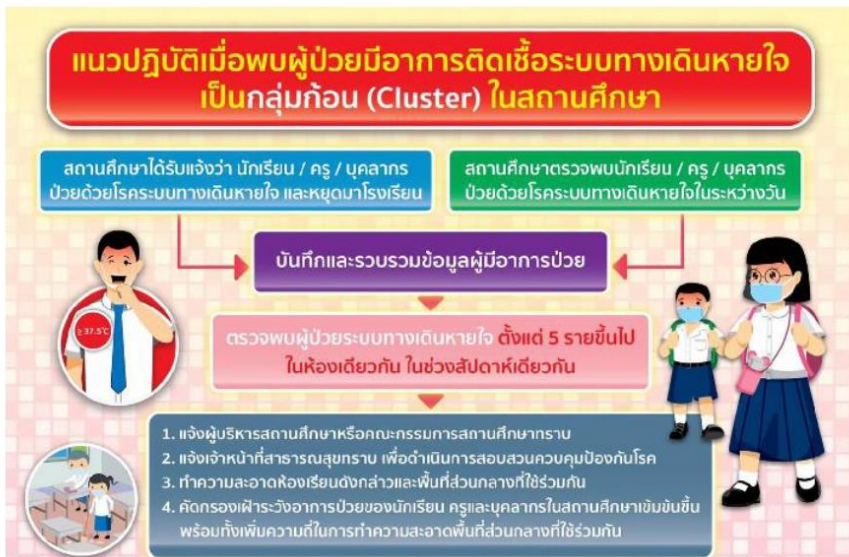 แนวปฏิบัติเมื่อพบผู้ป่วยมีอาการติดเชื้อระบบทางเดินหายใจ
เป็นกลุ่มก้อน (Cluster) ในสถานศึกษา
สถานศึกษาได้รับแจ้งว่า นักเรียน / ครู / บุคลากร
ป่วยด้วยโรคระบบทางเดินหายใจ และหยุดมาโรงเรียน
สถานศึกษาตรวจพบนักเรียน / ครู / บุคลากร
ป่วยด้วยโรคระบบทางเดินหายใจในระหว่างวัน
บันทึกและรวบรวมข้อมูลผู้มีอาการป่วย
≥ 37.5°C
ตรวจพบผู้ป่วยระบบทางเดินหายใจ ตั้งแต่ 5 รายขึ้นไป
ในห้องเดียวกัน ในช่วงสัปดาห์เดียวกัน
1. แจ้งผู้บริหารสถานศึกษาหรือคณะกรรมการสถานศึกษาทราบ
2. แจ้งเจ้าหน้าที่สาธารณสุขทราบ เพื่อดำเนินการสอบสวนควบคุมป้องกันโรค
3. ทำความสะอาดห้องเรียนดังกล่าวและพื้นที่ส่วนกลางที่ใช้ร่วมกัน
4. คัดกรองเฝ้าระวังอาการป่วยของนักเรียน ครูและบุคลากรในสถานศึกษาเข้มข้นขึ้น
พร้อมทั้งเพิ่มความถี่ในการทำความสะอาดพื้นที่ส่วนกลางที่ใช้ร่วมกัน